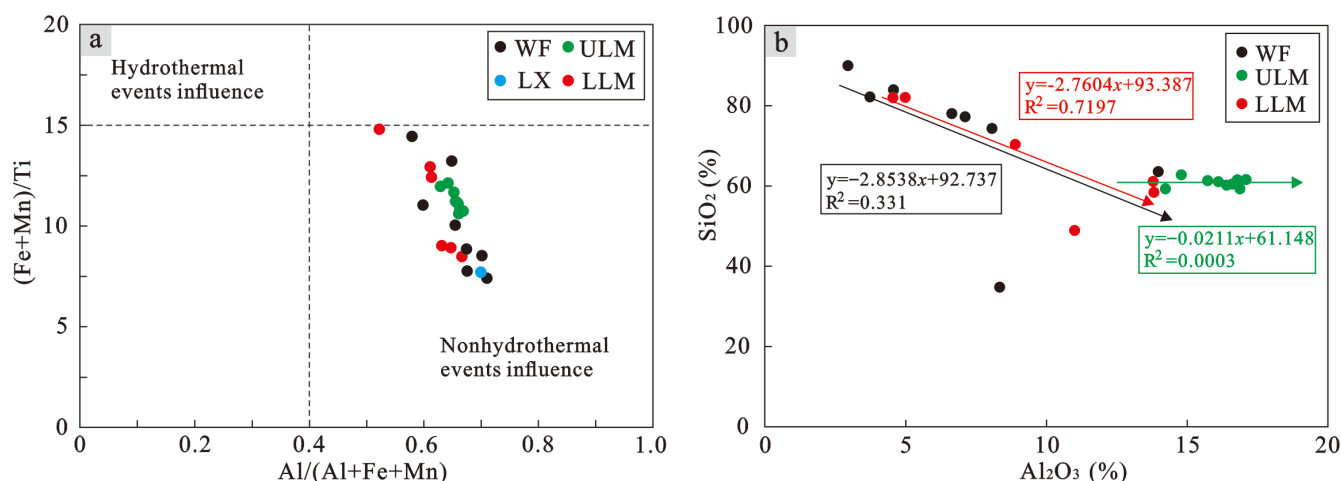 a
20
15
10
5
0
0
0.2
0.4
0.6
0.8
1.0
(Fe+Mn)/Ti
Al/(Al+Fe+Mn)
Hydrothermal
events influence
WF ULM
LX LLM
Nonhydrothermal
events influence
b
100
80
60
40
20
0
0
5
10
15
20
SiO₂ (%)
Al₂O₃ (%)
WF
ULM
LLM
y=-2.7604x+93.387
R²=0.7197
y=−2.8538x+92.737
R²=0.331
y=−0.0211x+61.148
R²=0.0003